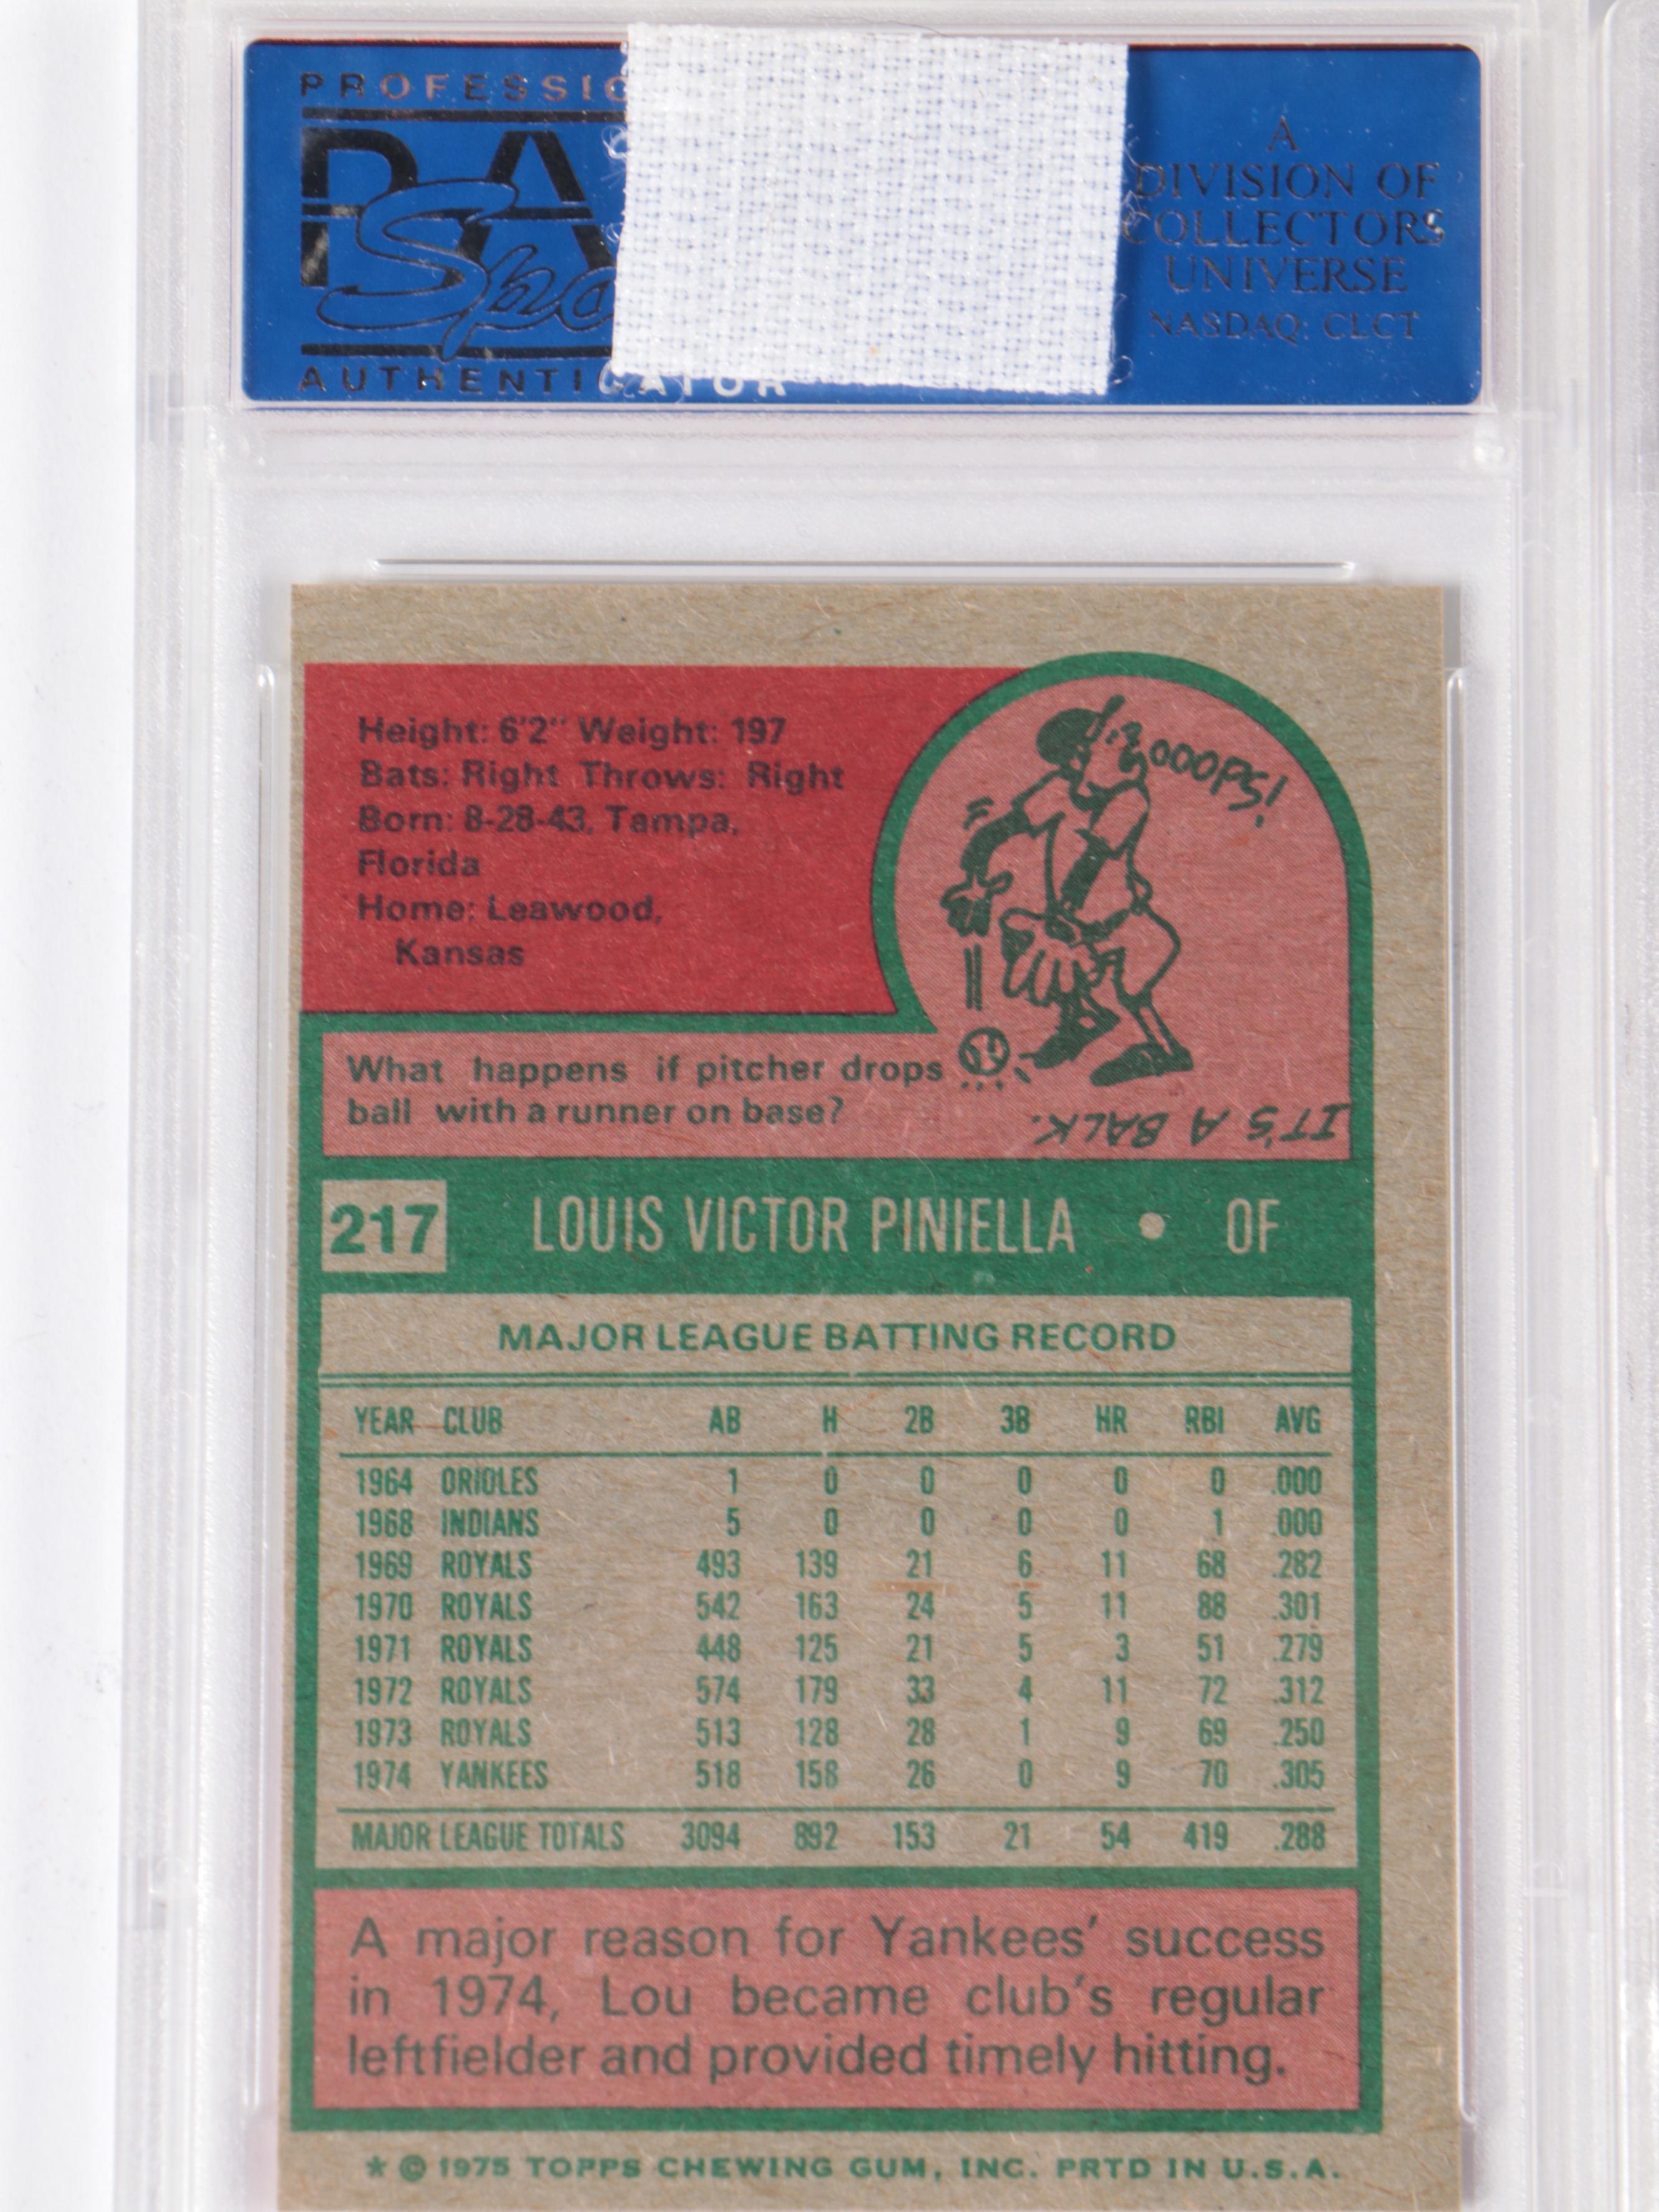 PROFESSIO
PSA
Spo
AUTHENTICATOR
A
DIVISION OF
COLLECTORS
UNIVERSE
NASDAQ: CLCT
Height: 6'2" Weight: 197
Bats: Right Throws: Right
Born: 8-28-43, Tampa,
Florida
Home: Leawood,
Kansas
OOOPS!
What happens if pitcher drops
ball with a runner on base?
IT'S A BALK.
217 LOUIS VICTOR PINIELLA • OF
MAJOR LEAGUE BATTING RECORD
YEAR CLUB AB H 2B 3B HR RBI AVG
1964 ORIOLES 1 0 0 0 0 0 .000
1968 INDIANS 5 0 0 0 0 1 .000
1969 ROYALS 493 139 21 6 11 68 .282
1970 ROYALS 542 163 24 5 11 88 .301
1971 ROYALS 448 125 21 5 3 51 .279
1972 ROYALS 574 179 33 4 11 72 .312
1973 ROYALS 513 128 28 1 9 69 .250
1974 YANKEES 518 158 26 0 9 70 .305
MAJOR LEAGUE TOTALS 3094 892 153 21 54 419 .288
A major reason for Yankees' success
in 1974, Lou became club's regular
leftfielder and provided timely hitting.
* © 1975 TOPPS CHEWING GUM, INC. PRTD IN U.S.A.